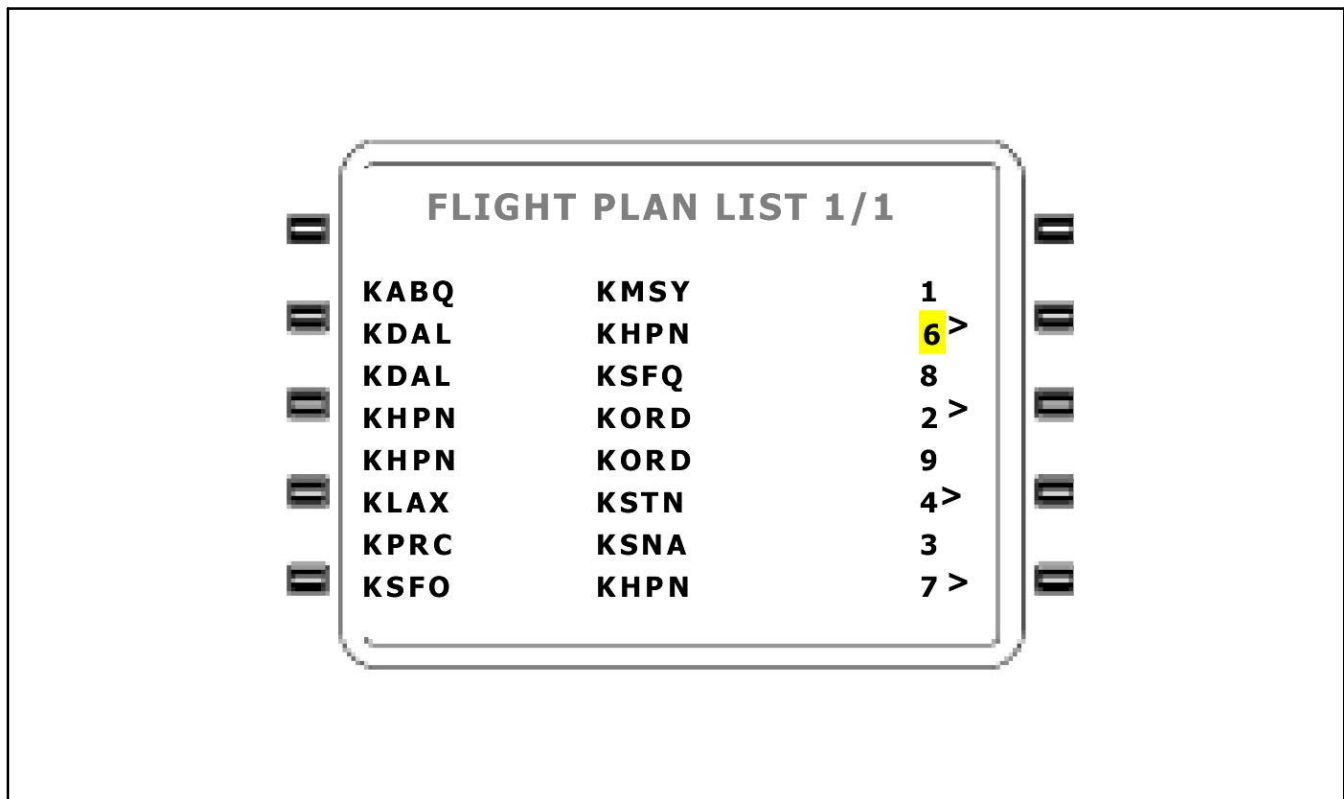 FLIGHT PLAN LIST 1/1
KABQ KMSY 1
KDAL KHPN 6 >
KDAL KSFQ 8
KHPN KORD 2 >
KHPN KORD 9
KLAX KSTN 4 >
KPRC KSNA 3
KSFO KHPN 7 >